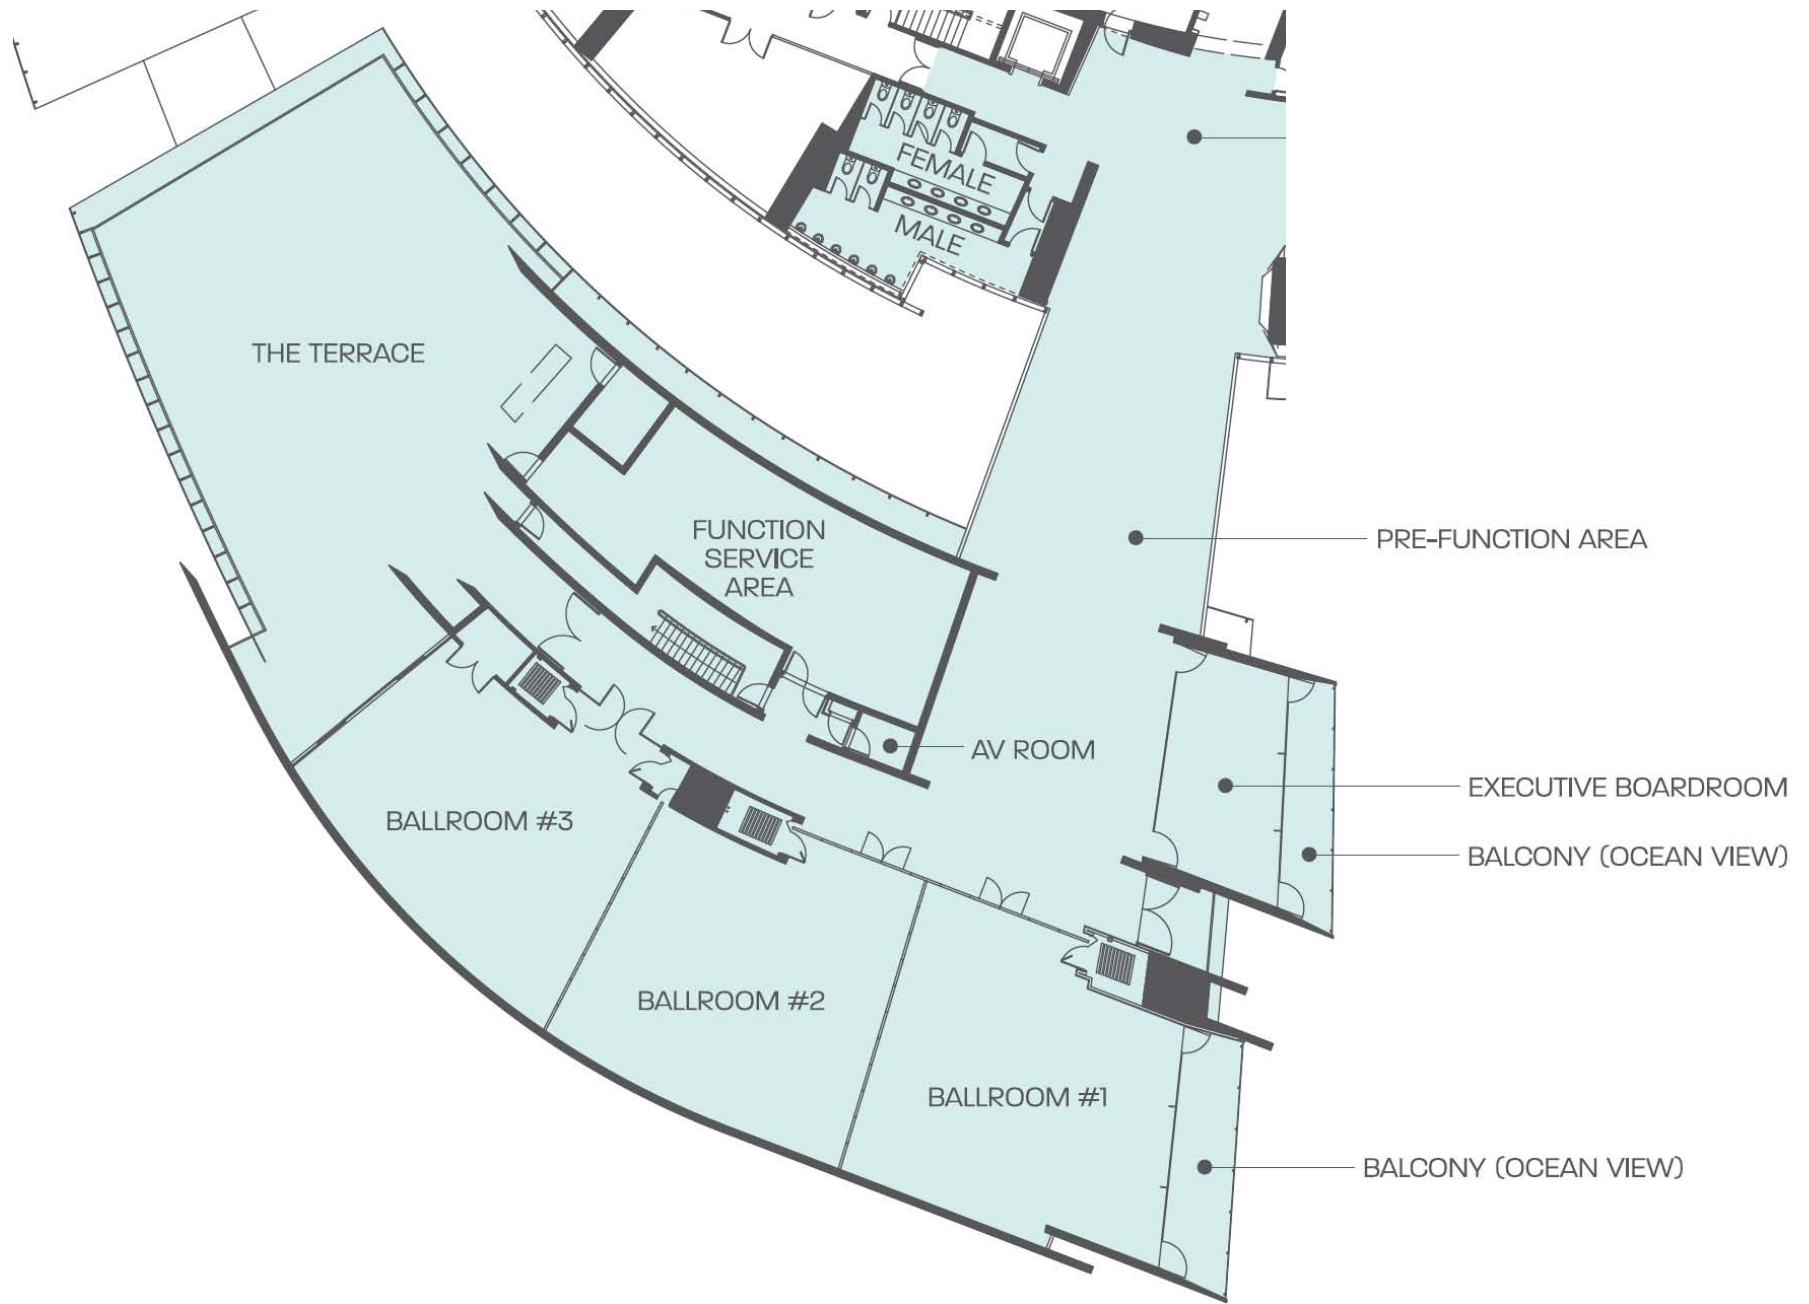 FEMALE
MALE
THE TERRACE
FUNCTION
SERVICE
AREA
PRE-FUNCTION AREA
AV ROOM
EXECUTIVE BOARDROOM
BALLROOM #3
BALCONY (OCEAN VIEW)
BALLROOM #2
BALLROOM #1
BALCONY (OCEAN VIEW)